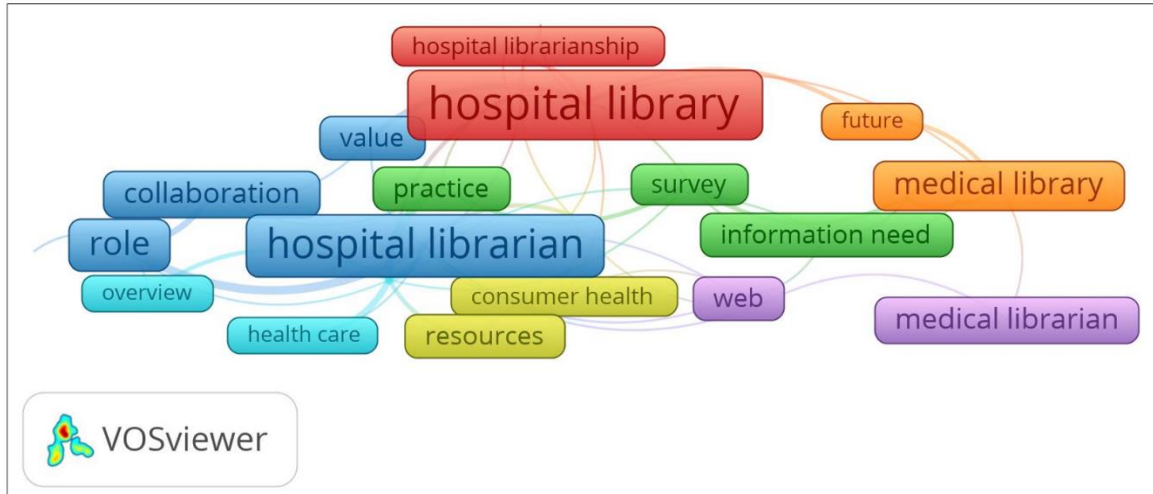 hospital librarianship
hospital library
future
value
survey
medical library
practice
collaboration
information need
role
hospital librarian
overview
consumer health
web
medical librarian
health care
resources
VOSviewer